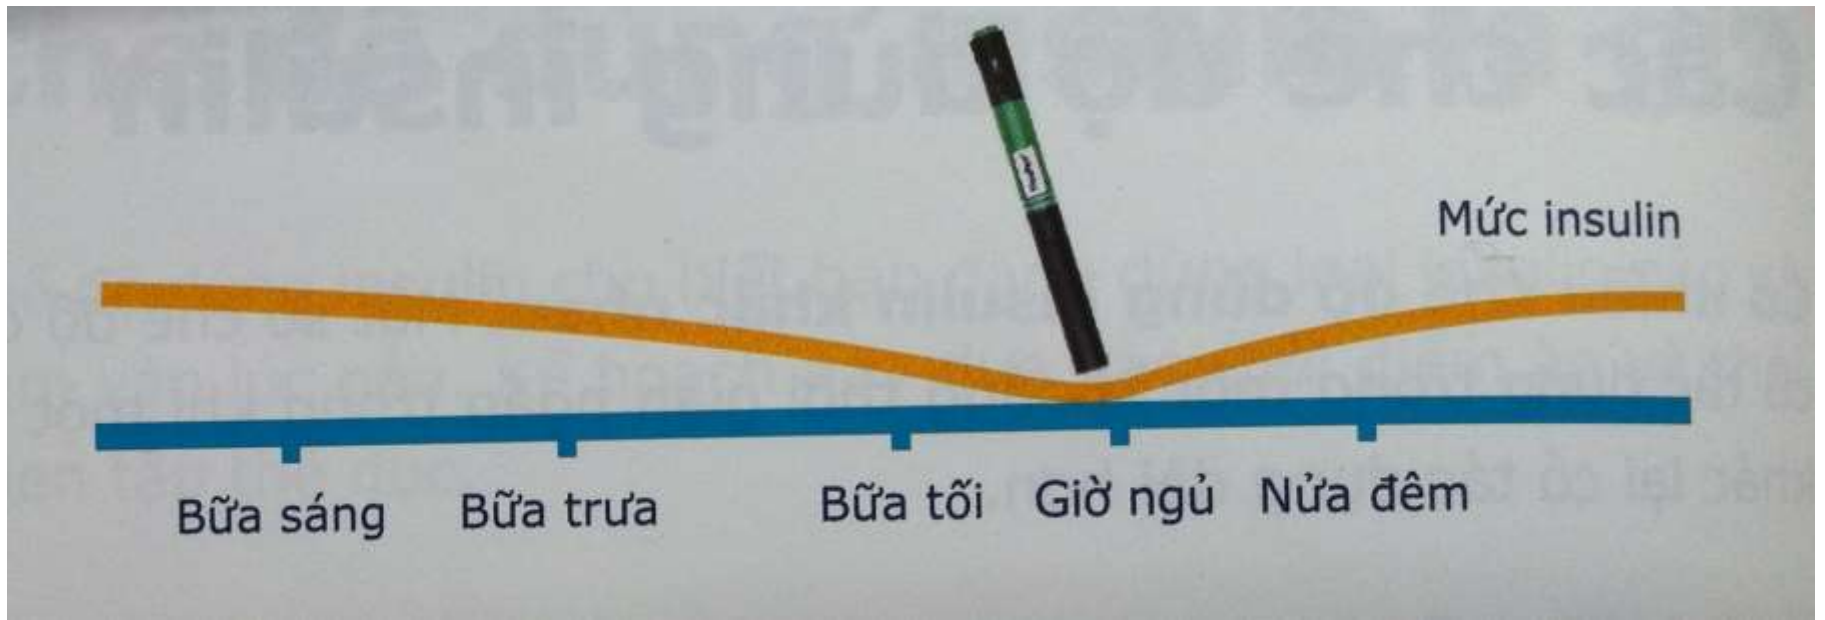 Mức insulin
Bữa sáng Bữa trưa Bữa tối Giờ ngủ Nửa đêm